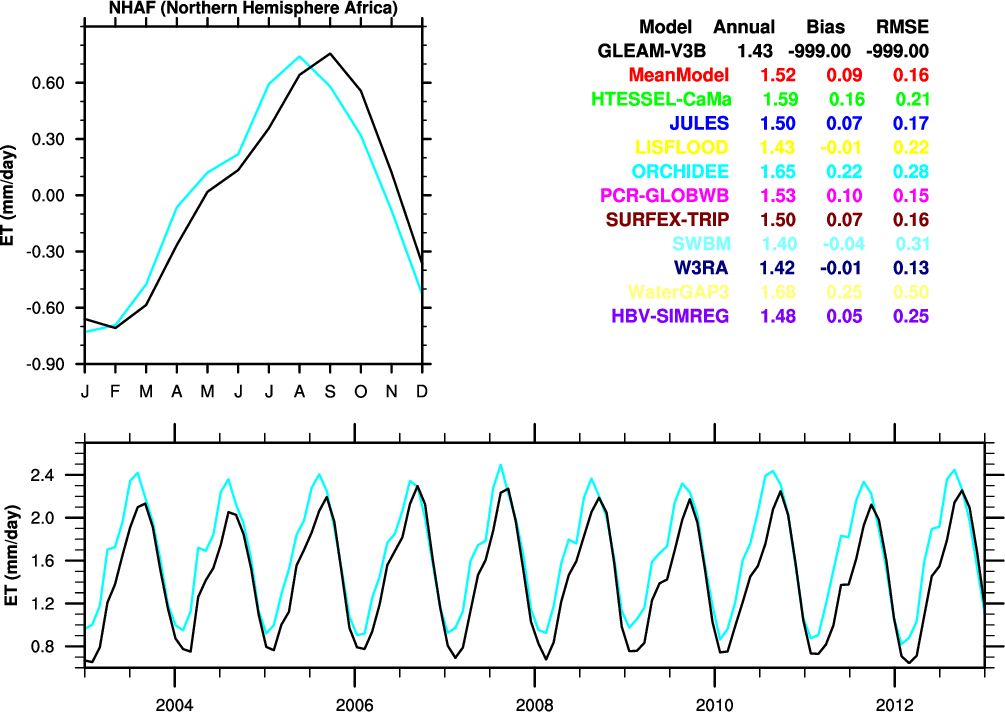 NHAF (Northern Hemisphere Africa)
Model Annual Bias RMSE
GLEAM-V3B 1.43 -999.00 -999.00
MeanModel 1.52 0.09 0.16
HTESSEL-CaMa 1.59 0.16 0.21
JULES 1.50 0.07 0.17
LISFLOOD 1.43 -0.01 0.22
ORCHIDEE 1.65 0.22 0.28
PCR-GLOBWB 1.53 0.10 0.15
SURFEX-TRIP 1.50 0.07 0.16
SWBM 1.40 -0.04 0.31
W3RA 1.42 -0.01 0.13
WaterGAP3 1.68 0.25 0.50
HBV-SIMREG 1.48 0.05 0.25
ET (mm/day)
0.60
0.30
0.00
-0.30
-0.60
-0.90
J F M A M J J A S O N D
ET (mm/day)
2.4
2.0
1.6
1.2
0.8
2004 2006 2008 2010 2012